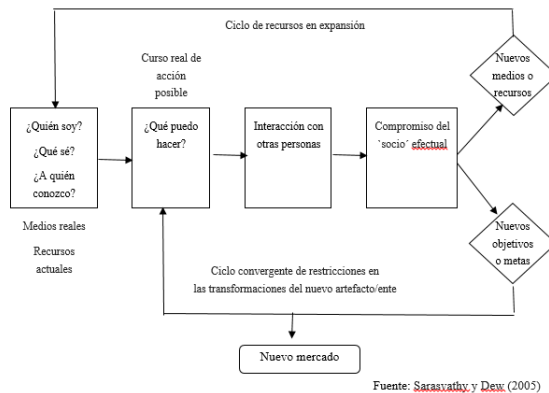 Ciclo de recursos en expansión
Curso real de
acción
posible
Nuevos
medios o
recursos
¿Quién soy?
¿Qué sé?
¿A quién
conozco?
¿Qué puedo
hacer?
Interacción con
otras personas
Compromiso del
`socio´ efectual
Medios reales
Recursos
actuales
Nuevos
objetivos
o metas
Ciclo convergente de restricciones en
las transformaciones del nuevo artefacto/ente
Nuevo mercado
Fuente: Sarasvathy y Dew (2005)